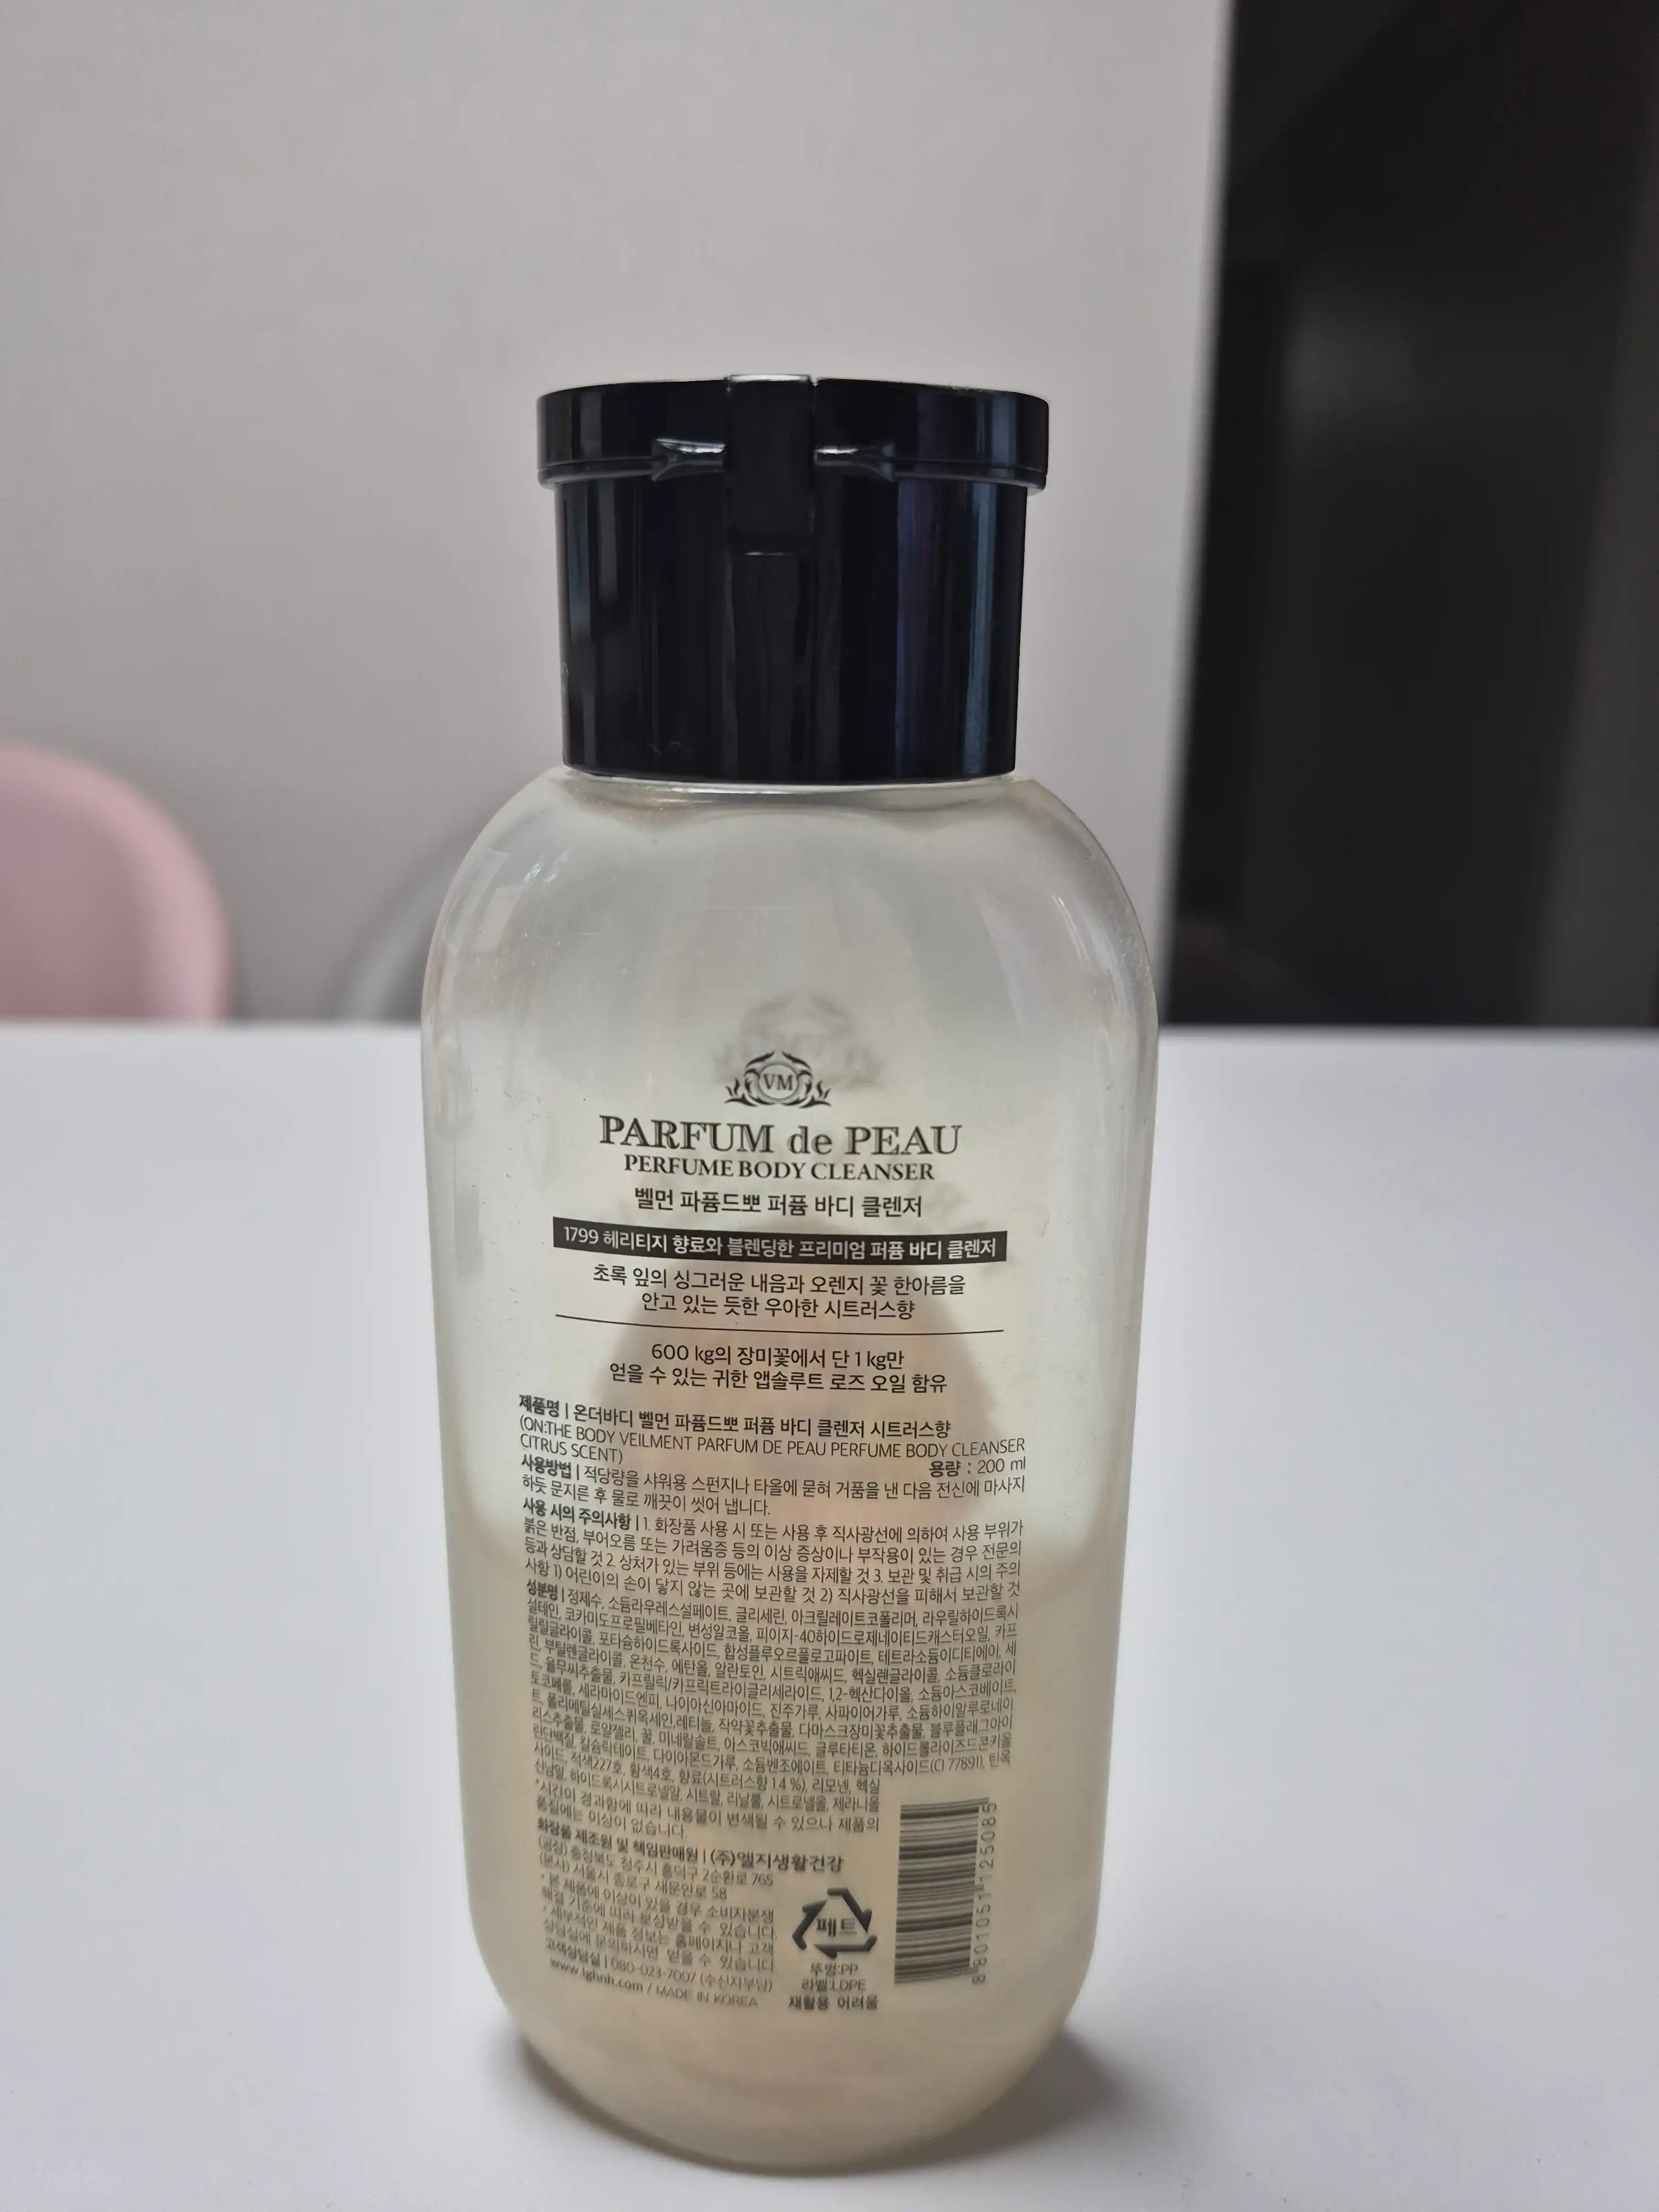 VM
PARFUM de PEAU
PERFUME BODY CLEANSER
벨먼 파퓸드뽀 퍼퓸 바디 클렌저
1799 헤리티지 향료와 블렌딩한 프리미엄 퍼퓸 바디 클렌저
초록 잎의 싱그러운 내음과 오렌지 꽃 한아름을
안고 있는 듯한 우아한 시트러스향
600 kg의 장미꽃에서 단 1 kg만
얻을 수 있는 귀한 앱솔루트 로즈 오일 함유
제품명 | 온더바디 벨먼 파퓸드뽀 퍼퓸 바디 클렌저 시트러스향
(ON:THE BODY VEILMENT PARFUM DE PEAU PERFUME BODY CLEANSER
CITRUS SCENT) 용량 : 200 ml
사용방법 | 적당량을 샤워용 스펀지나 타올에 묻혀 거품을 낸 다음 전신에 마사지
하듯 문지른 후 물로 깨끗이 씻어 냅니다.
사용 시의 주의사항 | 1. 화장품 사용 시 또는 사용 후 직사광선에 의하여 사용 부위가
붉은 반점, 부어오름 또는 가려움증 등의 이상 증상이나 부작용이 있는 경우 전문의
등과 상담할 것 2. 상처가 있는 부위 등에는 사용을 자제할 것 3. 보관 및 취급 시의 주의
사항 1) 어린이의 손이 닿지 않는 곳에 보관할 것 2) 직사광선을 피해서 보관할 것
성분명 | 정제수, 소듐라우레스설페이트, 글리세린, 아크릴레이트코폴리머, 라우릴하이드록시
설테인, 코카미도프로필베타인, 변성알코올, 피이지-40하이드로제네이티드캐스터오일, 카프
릴릴글라이콜, 포타슘하이드록사이드, 합성플루오르플로고파이트, 테트라소듐이디티에이, 세
린, 부틸렌글라이콜, 온천수, 에탄올, 알란토인, 시트릭애씨드, 헥실렌글라이콜, 소듐클로라이
드, 율무씨추출물, 카프릴릭/카프릭트라이글리세라이드, 1,2-헥산다이올, 소듐아스코베이트,
토코페롤, 세라마이드엔피, 나이아신아마이드, 진주가루, 사파이어가루, 소듐하이알루로네이
트, 폴리메틸실세스퀴옥세인, 레티놀, 작약꽃추출물, 다마스크장미꽃추출물, 블루플래그아이
리스추출물, 로얄젤리, 꿀, 미네랄솔트, 아스코빅애씨드, 글루타티온, 하이드롤라이즈드콘키올
린단백질, 칼슘락테이트, 다이아몬드가루, 소듐벤조에이트, 티타늄디옥사이드(CI 77891), 틴옥
사이드, 적색227호, 황색4호, 향료(시트러스향 1.4 %), 리모넨, 헥실
신남알, 하이드록시시트로넬알, 시트랄, 리날룰, 시트로넬올, 제라니올
*시간이 경과함에 따라 내용물이 변색될 수 있으나 제품의
품질에는 이상이 없습니다.
화장품 제조원 및 책임판매원 | (주)엘지생활건강
(공장) 충청북도 청주시 흥덕구 2순환로 765
(본사) 서울시 종로구 새문안로 58
* 본 제품에 이상이 있을 경우 소비자분쟁
해결 기준에 따라 보상받을 수 있습니다.
* 세부적인 제품 정보는 홈페이지나 고객
상담실에 문의하시면 얻을 수 있습니다.
고객상담실 | 080-023-7007 (수신자부담)
www.lghnh.com / MADE IN KOREA
페트
뚜껑:PP
라벨:LDPE
재활용 어려움
8801051125085